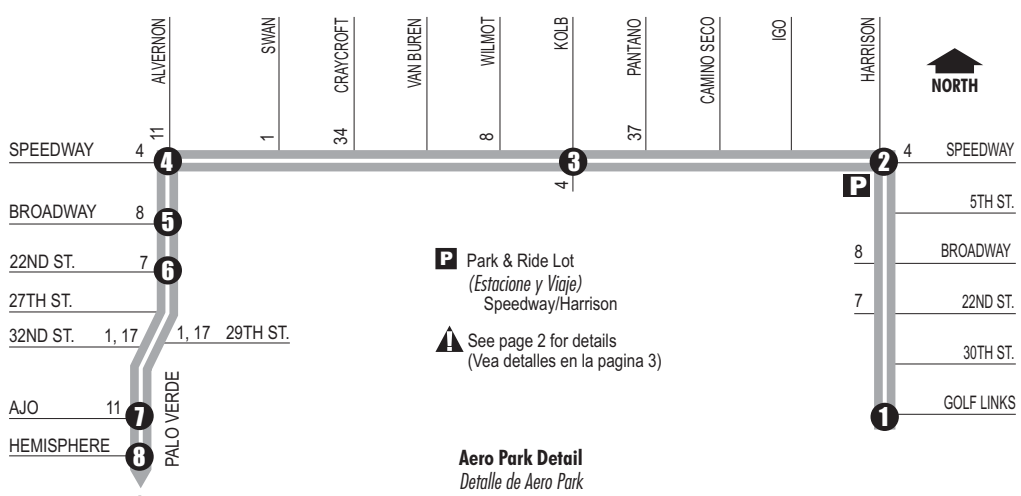 ALVERNON
SWAN
CRAYCROFT
VAN BUREN
WILMOT
KOLB
PANTANO
CAMINO SECO
IGO
HARRISON
NORTH
11
1
34
8
37
SPEEDWAY 4
4
3
2
4 SPEEDWAY
4
P
5TH ST.
BROADWAY 8
5
8 BROADWAY
22ND ST. 7
6
7 22ND ST.
27TH ST.
32ND ST. 1, 17
1, 17 29TH ST.
30TH ST.
P Park & Ride Lot
(Estacione y Viaje)
Speedway/Harrison
! See page 2 for details
(Vea detalles en la pagina 3)
PALO VERDE
AJO 11
7
1
GOLF LINKS
HEMISPHERE
8
Aero Park Detail
Detalle de Aero Park